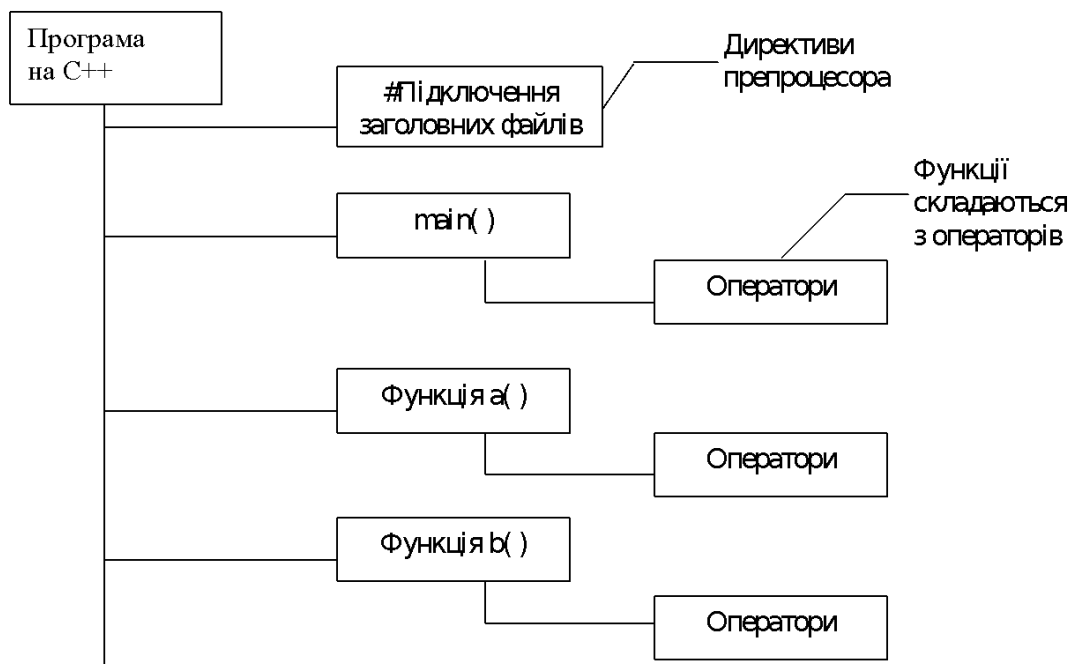 Програма
на C++
Директиви
препроцесора
#Підключення
заголовних файлів
Функції
складаються
з операторів
main( )
Оператори
Функція a( )
Оператори
Функція b( )
Оператори